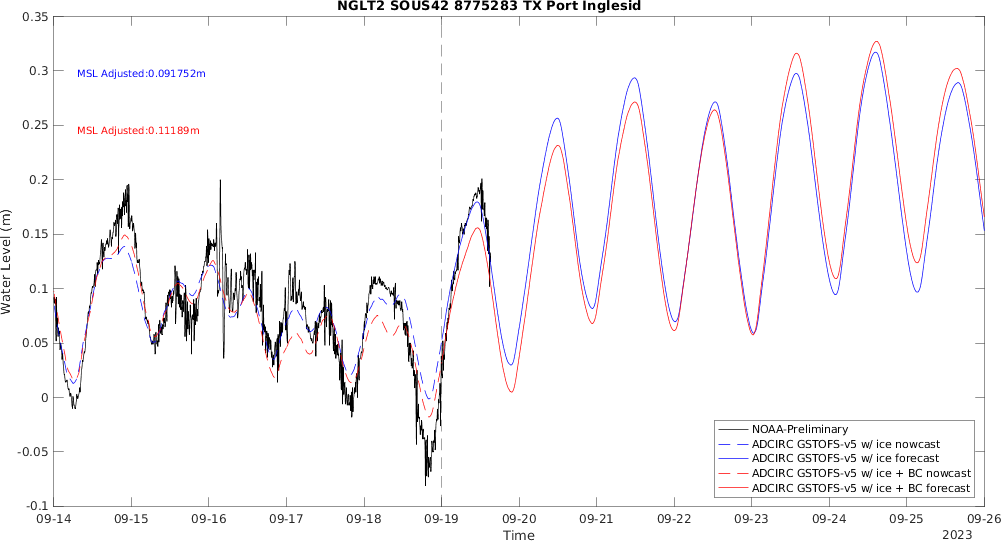 NGLT2 SOUS42 8775283 TX Port Inglesid
0.35
0.3
0.25
0.2
0.15
0.1
0.05
0
-0.05
-0.1
Water Level (m)
MSL Adjusted:0.091752m
MSL Adjusted:0.11189m
NOAA-Preliminary
ADCIRC GSTOFS-v5 w/ ice nowcast
ADCIRC GSTOFS-v5 w/ ice forecast
ADCIRC GSTOFS-v5 w/ ice + BC nowcast
ADCIRC GSTOFS-v5 w/ ice + BC forecast
09-14 09-15 09-16 09-17 09-18 09-19 09-20 09-21 09-22 09-23 09-24 09-25 09-26
Time
2023